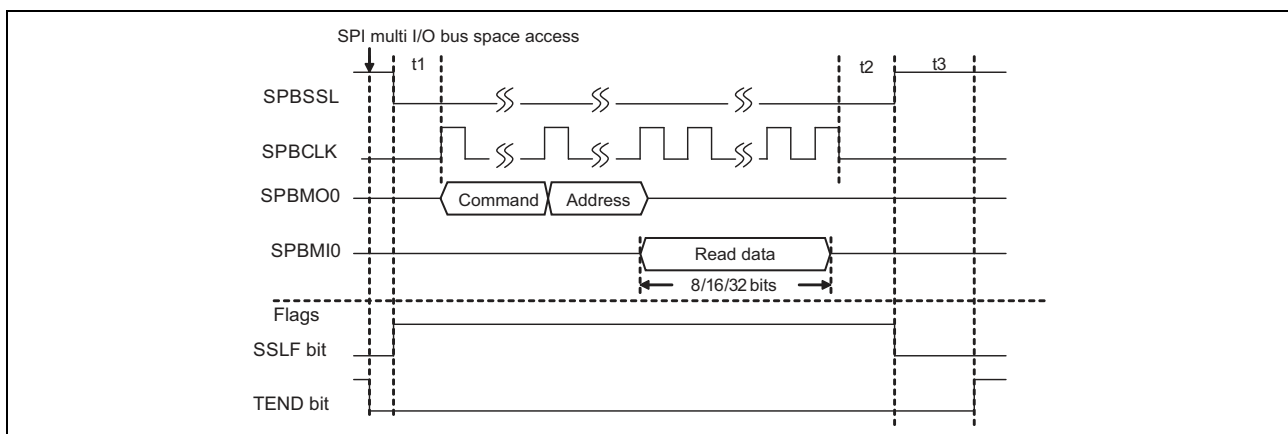 SPI multi I/O bus space access
t1
t2
t3
SPBSSL
SPBCLK
SPBMO0
Command
Address
SPBMI0
Read data
8/16/32 bits
Flags
SSLF bit
TEND bit